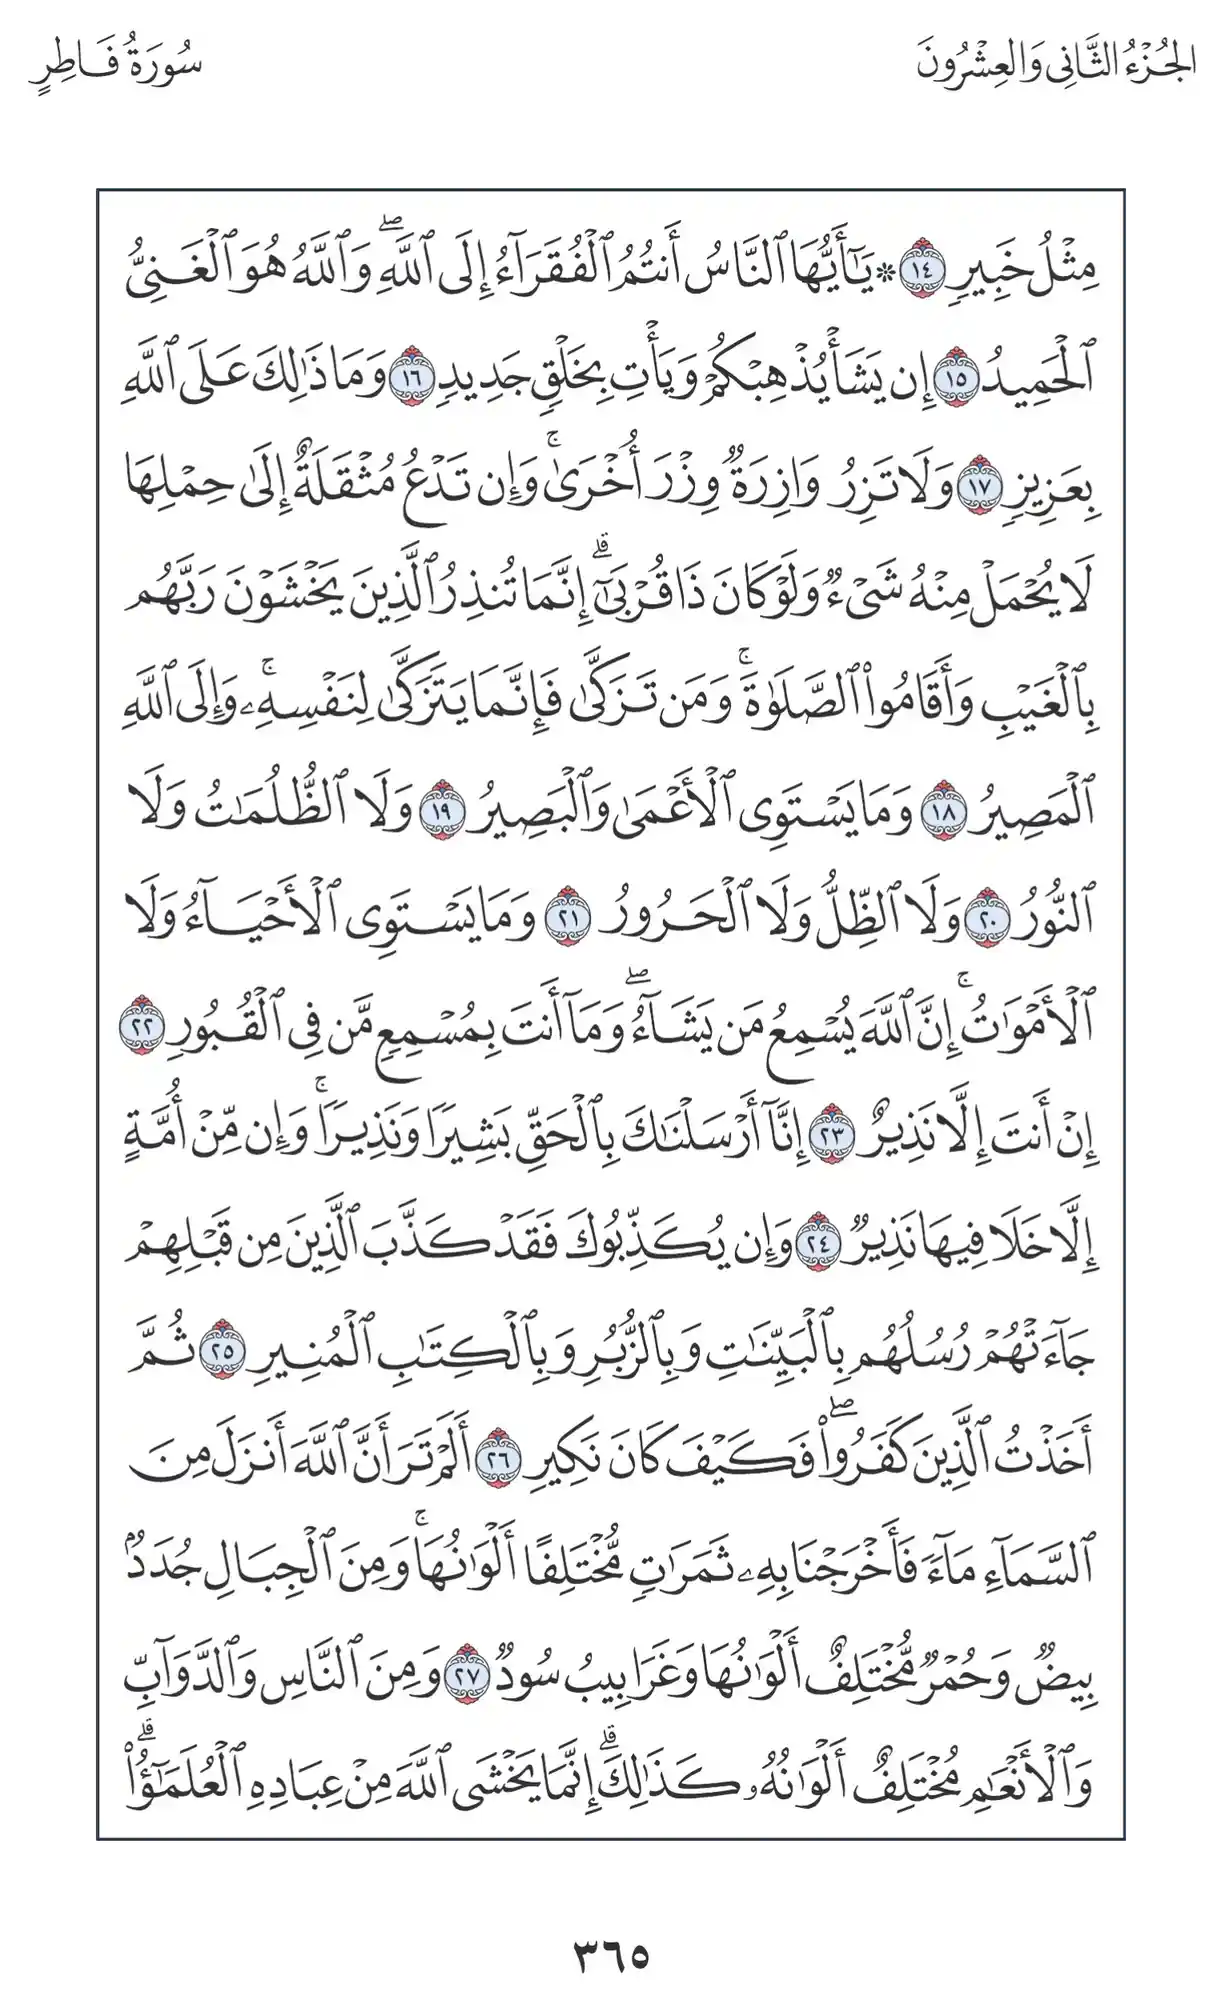 الجُزْءُ الثَّانِي وَالعِشْرُونَ
سُورَةُ فَاطِرٍ
مِثْلُ خَبِيرٖ ١٤ ۞ يَٰٓأَيُّهَا ٱلنَّاسُ أَنتُمُ ٱلۡفُقَرَآءُ إِلَى ٱللَّهِۖ وَٱللَّهُ هُوَ ٱلۡغَنِيُّ
ٱلۡحَمِيدُ ١٥ إِن يَشَأۡ يُذۡهِبۡكُمۡ وَيَأۡتِ بِخَلۡقٖ جَدِيدٖ ١٦ وَمَا ذَٰلِكَ عَلَى ٱللَّهِ
بِعَزِيزٖ ١٧ وَلَا تَزِرُ وَازِرَةٞ وِزۡرَ أُخۡرَىٰۚ وَإِن تَدۡعُ مُثۡقَلَةٌ إِلَىٰ حِمۡلِهَا
لَا يُحۡمَلۡ مِنۡهُ شَيۡءٞ وَلَوۡ كَانَ ذَا قُرۡبَىٰٓۗ إِنَّمَا تُنذِرُ ٱلَّذِينَ يَخۡشَوۡنَ رَبَّهُم
بِٱلۡغَيۡبِ وَأَقَامُواْ ٱلصَّلَوٰةَۚ وَمَن تَزَكَّىٰ فَإِنَّمَا يَتَزَكَّىٰ لِنَفۡسِهِۦۚ وَإِلَى ٱللَّهِ
ٱلۡمَصِيرُ ١٨ وَمَا يَسۡتَوِي ٱلۡأَعۡمَىٰ وَٱلۡبَصِيرُ ١٩ وَلَا ٱلظُّلُمَٰتُ وَلَا
ٱلنُّورُ ٢٠ وَلَا ٱلظِّلُّ وَلَا ٱلۡحَرُورُ ٢١ وَمَا يَسۡتَوِي ٱلۡأَحۡيَآءُ وَلَا
ٱلۡأَمۡوَٰتُۚ إِنَّ ٱللَّهَ يُسۡمِعُ مَن يَشَآءُۖ وَمَآ أَنتَ بِمُسۡمِعٖ مَّن فِي ٱلۡقُبُورِ ٢٢
إِنۡ أَنتَ إِلَّا نَذِيرٌ ٢٣ إِنَّآ أَرۡسَلۡنَٰكَ بِٱلۡحَقِّ بَشِيرٗا وَنَذِيرٗاۚ وَإِن مِّنۡ أُمَّةٍ
إِلَّا خَلَا فِيهَا نَذِيرٞ ٢٤ وَإِن يُكَذِّبُوكَ فَقَدۡ كَذَّبَ ٱلَّذِينَ مِن قَبۡلِهِمۡ
جَآءَتۡهُمۡ رُسُلُهُم بِٱلۡبَيِّنَٰتِ وَبِٱلزُّبُرِ وَبِٱلۡكِتَٰبِ ٱلۡمُنِيرِ ٢٥ ثُمَّ
أَخَذۡتُ ٱلَّذِينَ كَفَرُواْۖ فَكَيۡفَ كَانَ نَكِيرِ ٢٦ أَلَمۡ تَرَ أَنَّ ٱللَّهَ أَنزَلَ مِنَ
ٱلسَّمَآءِ مَآءٗ فَأَخۡرَجۡنَا بِهِۦ ثَمَرَٰتٖ مُّخۡتَلِفًا أَلۡوَٰنُهَاۚ وَمِنَ ٱلۡجِبَالِ جُدَدُۢ
بِيضٞ وَحُمۡرٞ مُّخۡتَلِفٌ أَلۡوَٰنُهَا وَغَرَابِيبُ سُودٞ ٢٧ وَمِنَ ٱلنَّاسِ وَٱلدَّوَآبِّ
وَٱلۡأَنۡعَٰمِ مُخۡتَلِفٌ أَلۡوَٰنُهُۥ كَذَٰلِكَۗ إِنَّمَا يَخۡشَى ٱللَّهَ مِنۡ عِبَادِهِ ٱلۡعُلَمَٰٓؤُاْۗ
٣٦٥